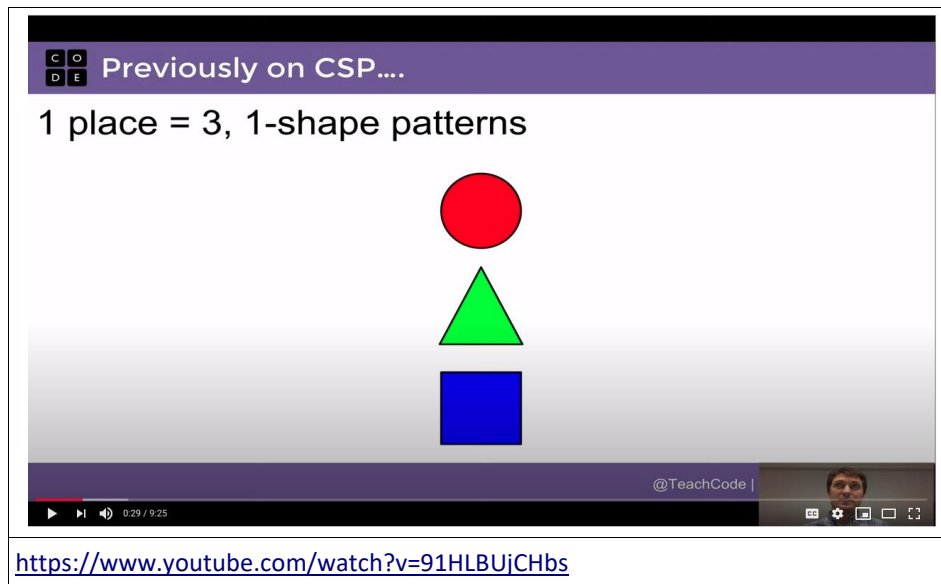 C O
D E
Previously on CSP....
1 place = 3, 1-shape patterns
@TeachCode |
0:29 / 9:25
CC
https://www.youtube.com/watch?v=91HLBUjCHbs